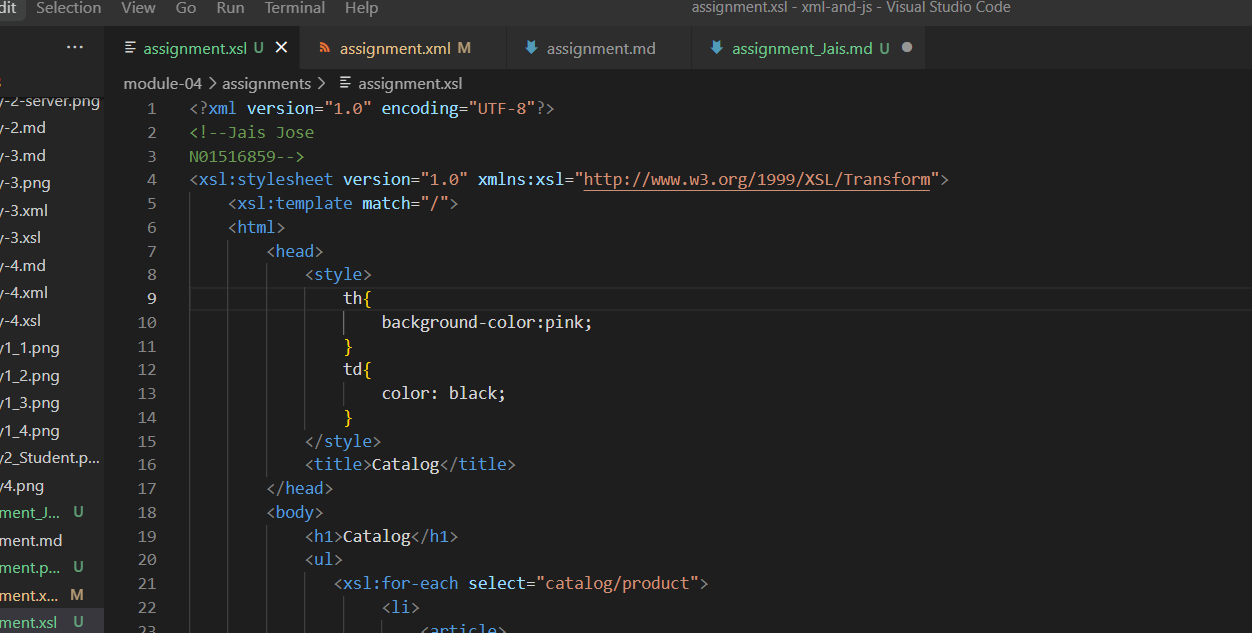 dit Selection View Go Run Terminal Help assignment.xsl - xml-and-js - Visual Studio Code
assignment.xsl U assignment.xml M assignment.md assignment_Jais.md U
module-04 > assignments > assignment.xsl
y-2-server.png
y-2.md
y-3.md
y-3.png
y-3.xml
y-3.xsl
y-4.md
y-4.xml
y-4.xsl
y1_1.png
y1_2.png
y1_3.png
y1_4.png
y2_Student.p...
y4.png
ment_J... U
ment.md
ment.p... U
ment.x... M
ment.xsl U
1 <?xml version="1.0" encoding="UTF-8"?>
2 <!--Jais Jose
3 N01516859-->
4 <xsl:stylesheet version="1.0" xmlns:xsl="http://www.w3.org/1999/XSL/Transform">
5 <xsl:template match="/">
6 <html>
7 <head>
8 <style>
9 th{
10 background-color:pink;
11 }
12 td{
13 color: black;
14 }
15 </style>
16 <title>Catalog</title>
17 </head>
18 <body>
19 <h1>Catalog</h1>
20 <ul>
21 <xsl:for-each select="catalog/product">
22 <li>
23 <article>